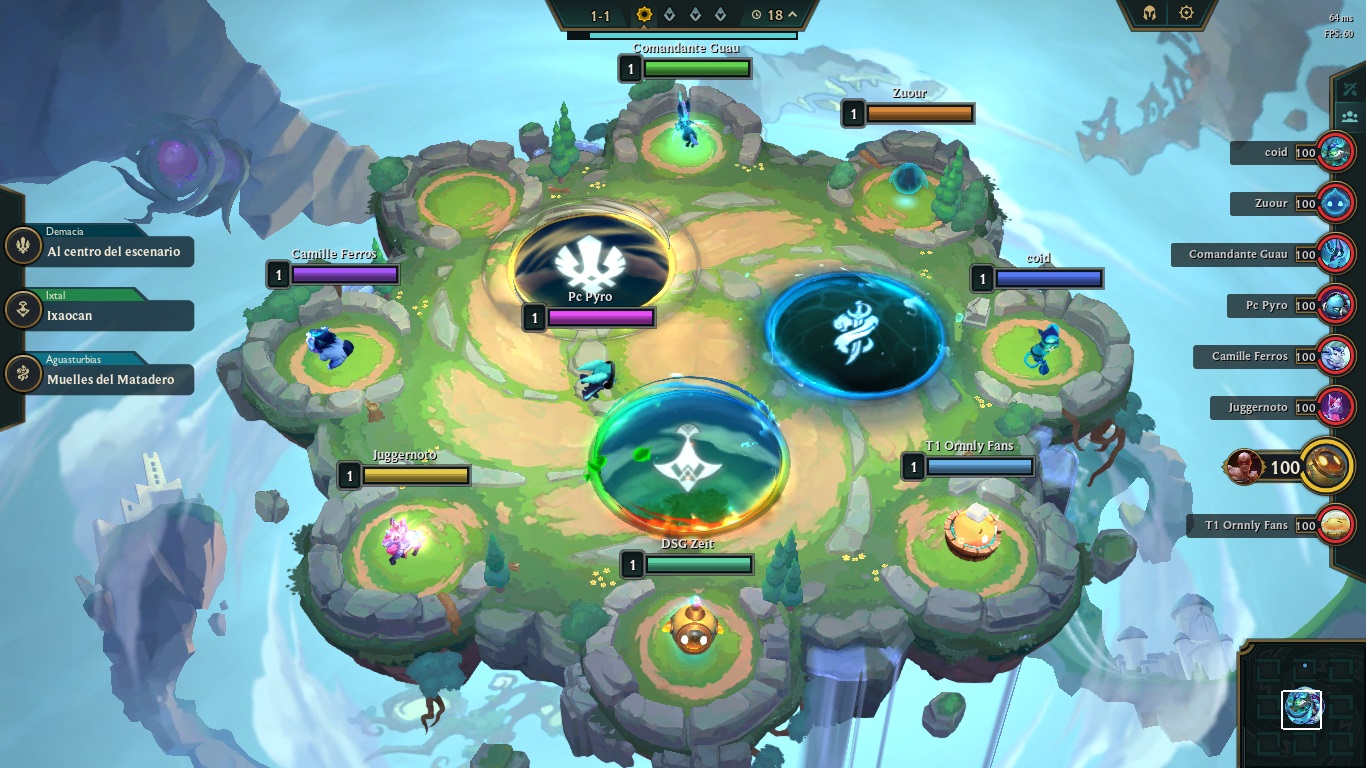 1-1
18
64 ms
FPS: 60
Comandante Guau
1
Zuour
1
coid 100
Zuour 100
Demacia
Al centro del escenario
Camille Ferros
1
coid
1
Comandante Guau 100
Pc Pyro
1
Ixtal
Ixaocan
Pc Pyro 100
Aguasturbias
Muelles del Matadero
Camille Ferros 100
Juggernoto 100
Juggernoto
1
T1 Ornnly Fans
1
100
T1 Ornnly Fans 100
DSG Zeit
1